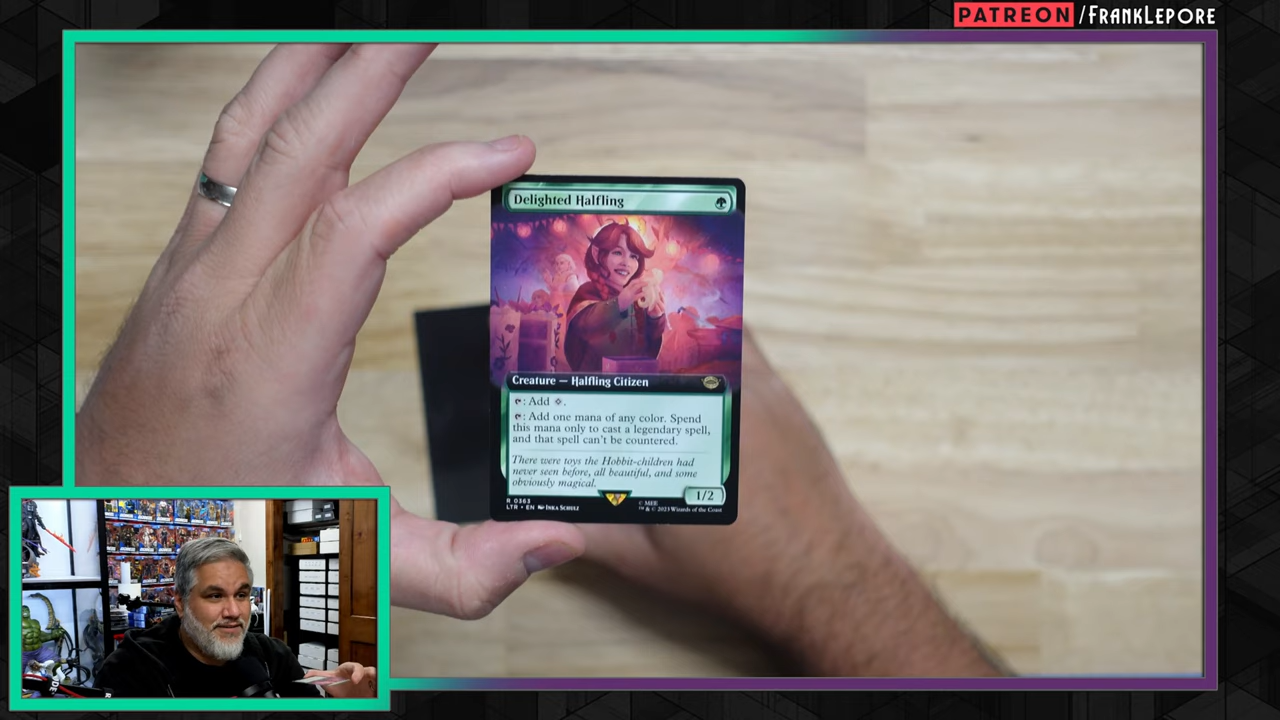 PATREON /FRANKLEPORE
Delighted Halfling
Creature — Halfling Citizen
: Add .
: Add one mana of any color. Spend
this mana only to cast a legendary spell,
and that spell can't be countered.
There were toys the Hobbit-children had
never seen before, all beautiful, and some
obviously magical.
1/2
R 0363
LTR • EN
© MEE
™ & © 2023 Wizards of the Coast